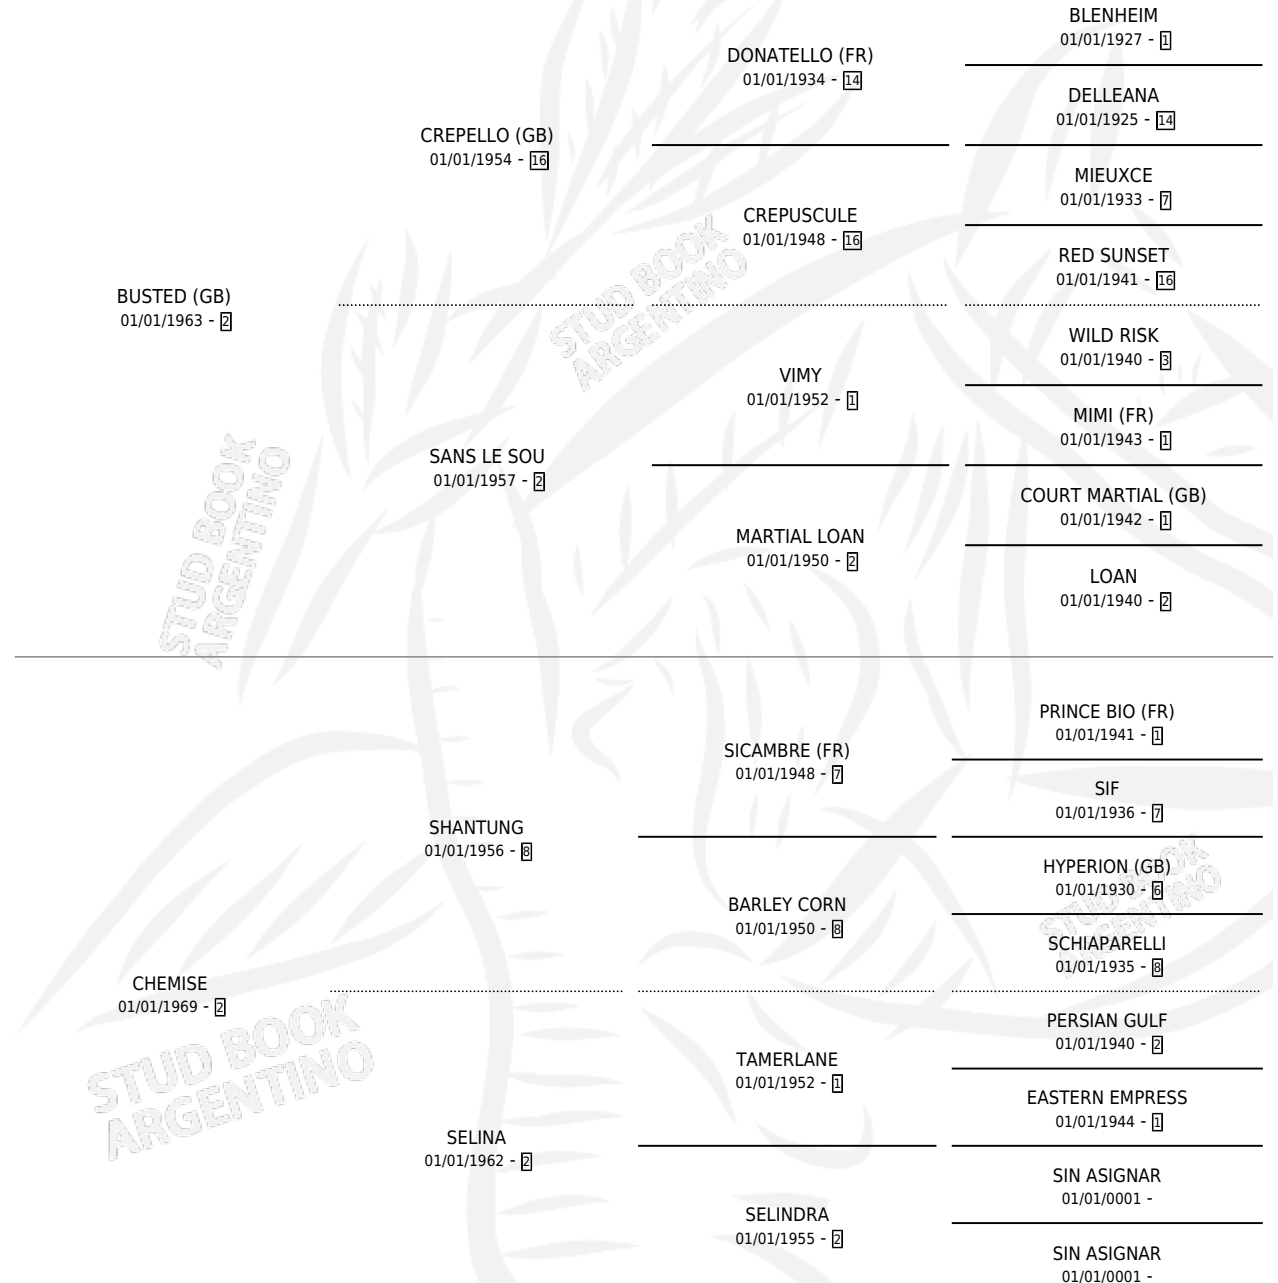 BLENHEIM
01/01/1927 - 1
DONATELLO (FR)
01/01/1934 - 14
DELLEANA
01/01/1925 - 14
CREPELLO (GB)
01/01/1954 - 16
MIEUXCE
01/01/1933 - 7
CREPUSCULE
01/01/1948 - 16
RED SUNSET
01/01/1941 - 16
BUSTED (GB)
01/01/1963 - 2
STUD BOOK
ARGENTINO
WILD RISK
01/01/1940 - 3
VIMY
01/01/1952 - 1
MIMI (FR)
01/01/1943 - 1
SANS LE SOU
01/01/1957 - 2
COURT MARTIAL (GB)
01/01/1942 - 1
MARTIAL LOAN
01/01/1950 - 2
LOAN
01/01/1940 - 2
STUD BOOK
ARGENTINO
PRINCE BIO (FR)
01/01/1941 - 1
SICAMBRE (FR)
01/01/1948 - 7
SIF
01/01/1936 - 7
SHANTUNG
01/01/1956 - 8
HYPERION (GB)
01/01/1930 - 6
BARLEY CORN
01/01/1950 - 8
SCHIAPARELLI
01/01/1935 - 8
STUD BOOK
ARGENTINO
CHEMISE
01/01/1969 - 2
PERSIAN GULF
01/01/1940 - 2
TAMERLANE
01/01/1952 - 1
EASTERN EMPRESS
01/01/1944 - 1
STUD BOOK
ARGENTINO
SELINA
01/01/1962 - 2
SIN ASIGNAR
01/01/0001 -
SELINDRA
01/01/1955 - 2
SIN ASIGNAR
01/01/0001 -